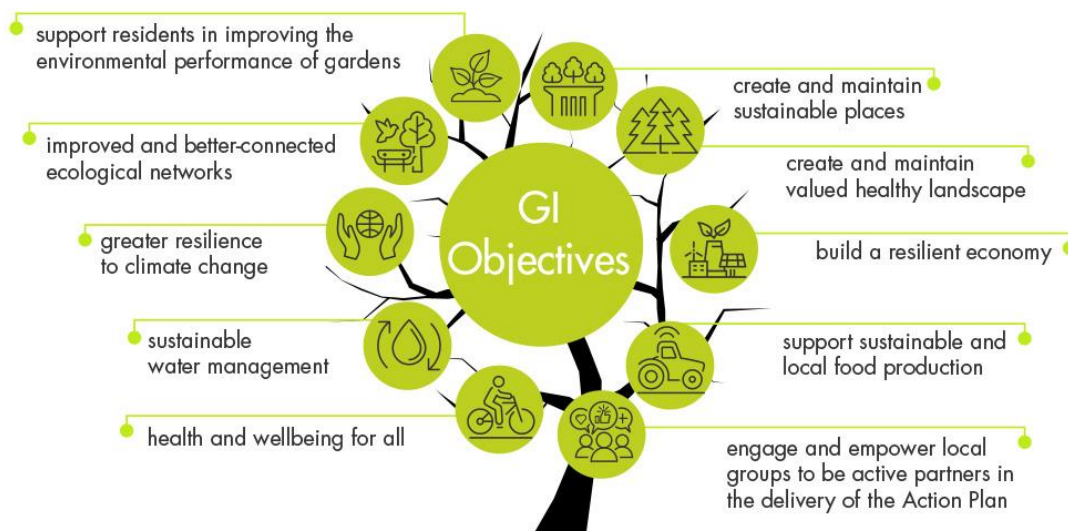 support residents in improving the
environmental performance of gardens
improved and better-connected
ecological networks
greater resilience
to climate change
sustainable
water management
health and wellbeing for all
GI
Objectives
create and maintain
sustainable places
create and maintain
valued healthy landscape
build a resilient economy
support sustainable and
local food production
engage and empower local
groups to be active partners in
the delivery of the Action Plan